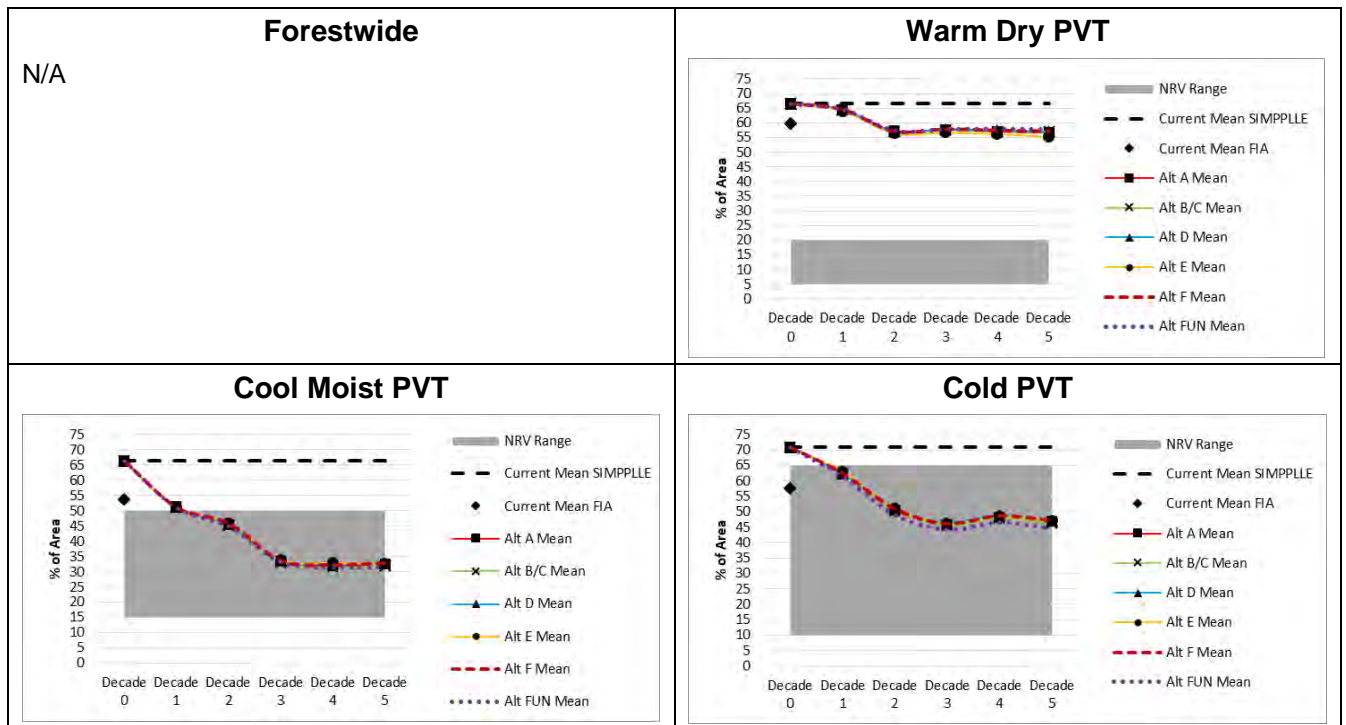 Forestwide
N/A
Warm Dry PVT
75
70
65
60
55
50
45
40
35
30
25
20
15
10
5
0
% of Area
Decade Decade Decade Decade Decade Decade
0 1 2 3 4 5
NRV Range
Current Mean SIMPPLLE
Current Mean FIA
Alt A Mean
Alt B/C Mean
Alt D Mean
Alt E Mean
Alt F Mean
Alt FUN Mean
Cool Moist PVT
75
70
65
60
55
50
45
40
35
30
25
20
15
10
5
0
% of Area
Decade Decade Decade Decade Decade Decade
0 1 2 3 4 5
NRV Range
Current Mean SIMPPLLE
Current Mean FIA
Alt A Mean
Alt B/C Mean
Alt D Mean
Alt E Mean
Alt F Mean
Alt FUN Mean
Cold PVT
75
70
65
60
55
50
45
40
35
30
25
20
15
10
5
0
% of Area
Decade Decade Decade Decade Decade Decade
0 1 2 3 4 5
NRV Range
Current Mean SIMPPLLE
Current Mean FIA
Alt A Mean
Alt B/C Mean
Alt D Mean
Alt E Mean
Alt F Mean
Alt FUN Mean